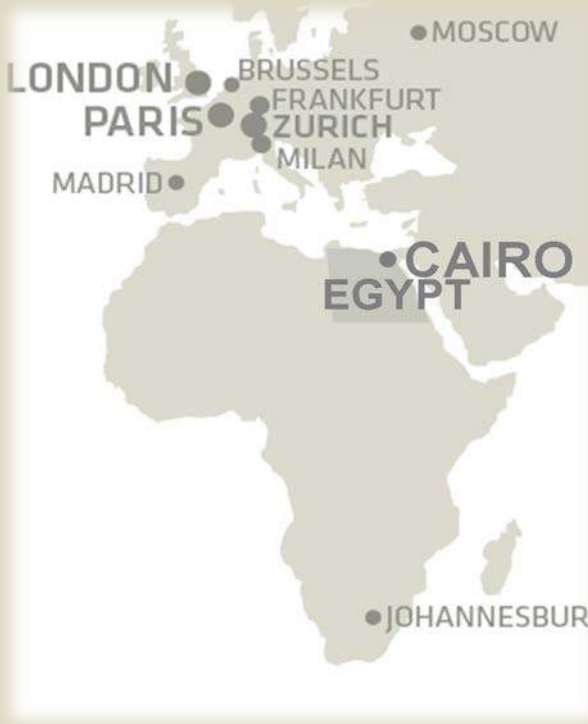 MOSCOW
LONDON
BRUSSELS
FRANKFURT
PARIS
ZURICH
MILAN
MADRID
CAIRO
EGYPT
JOHANNESBUR